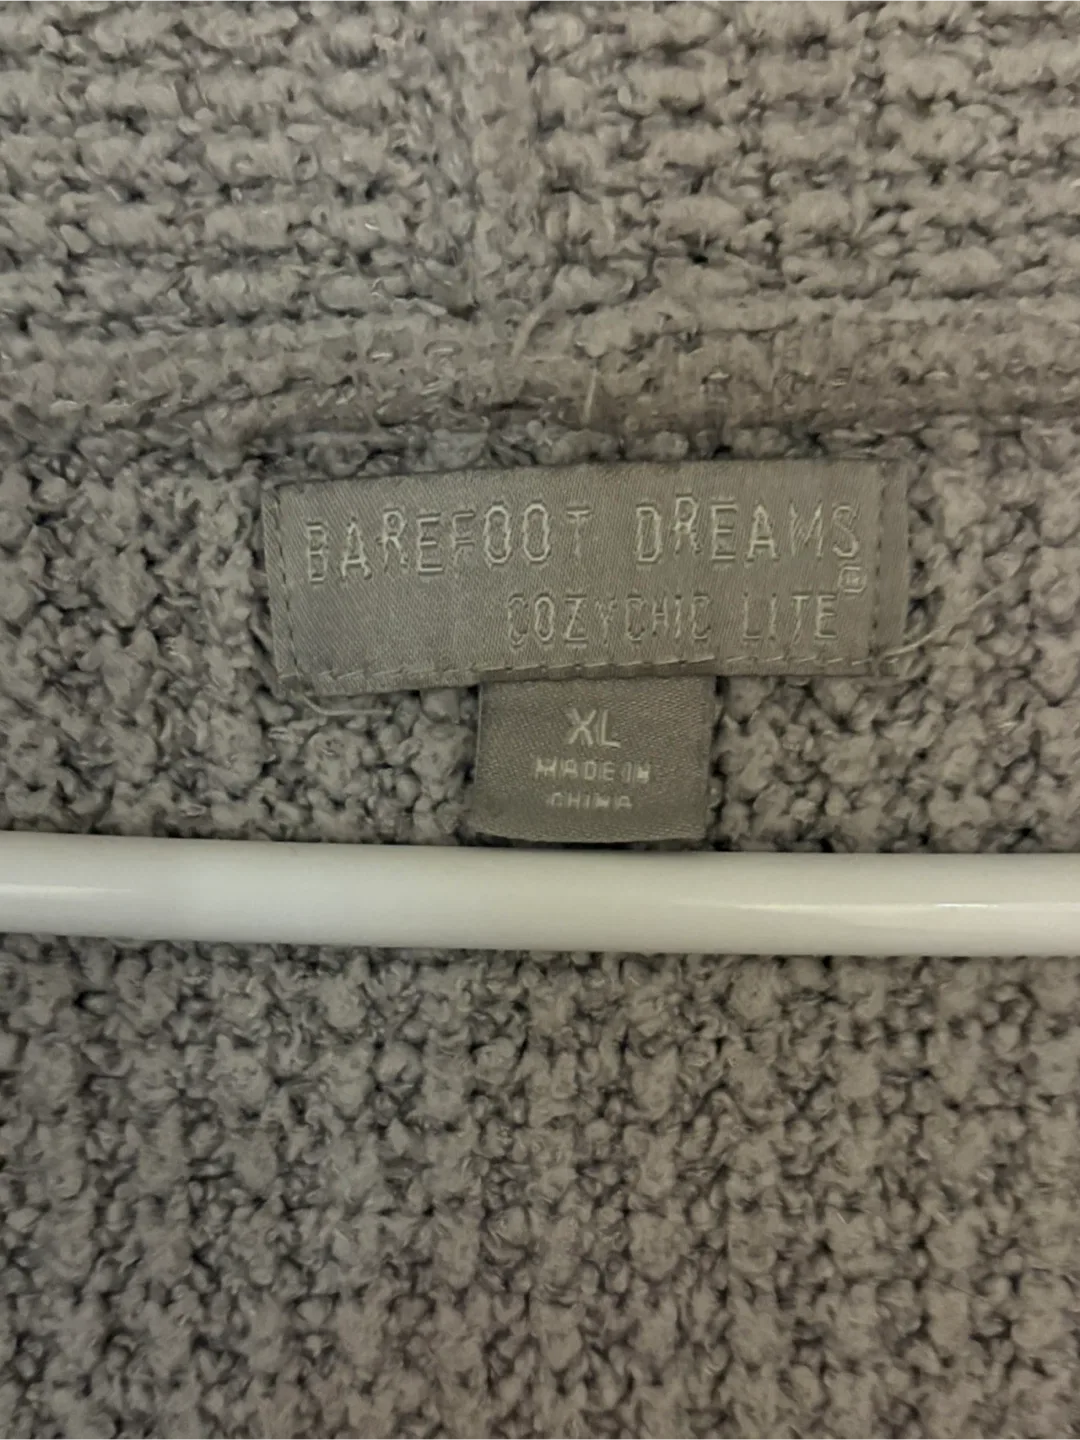 BAREFOOT DREAMS
COZYCHIC LITE®
XL
MADE IN
CHINA